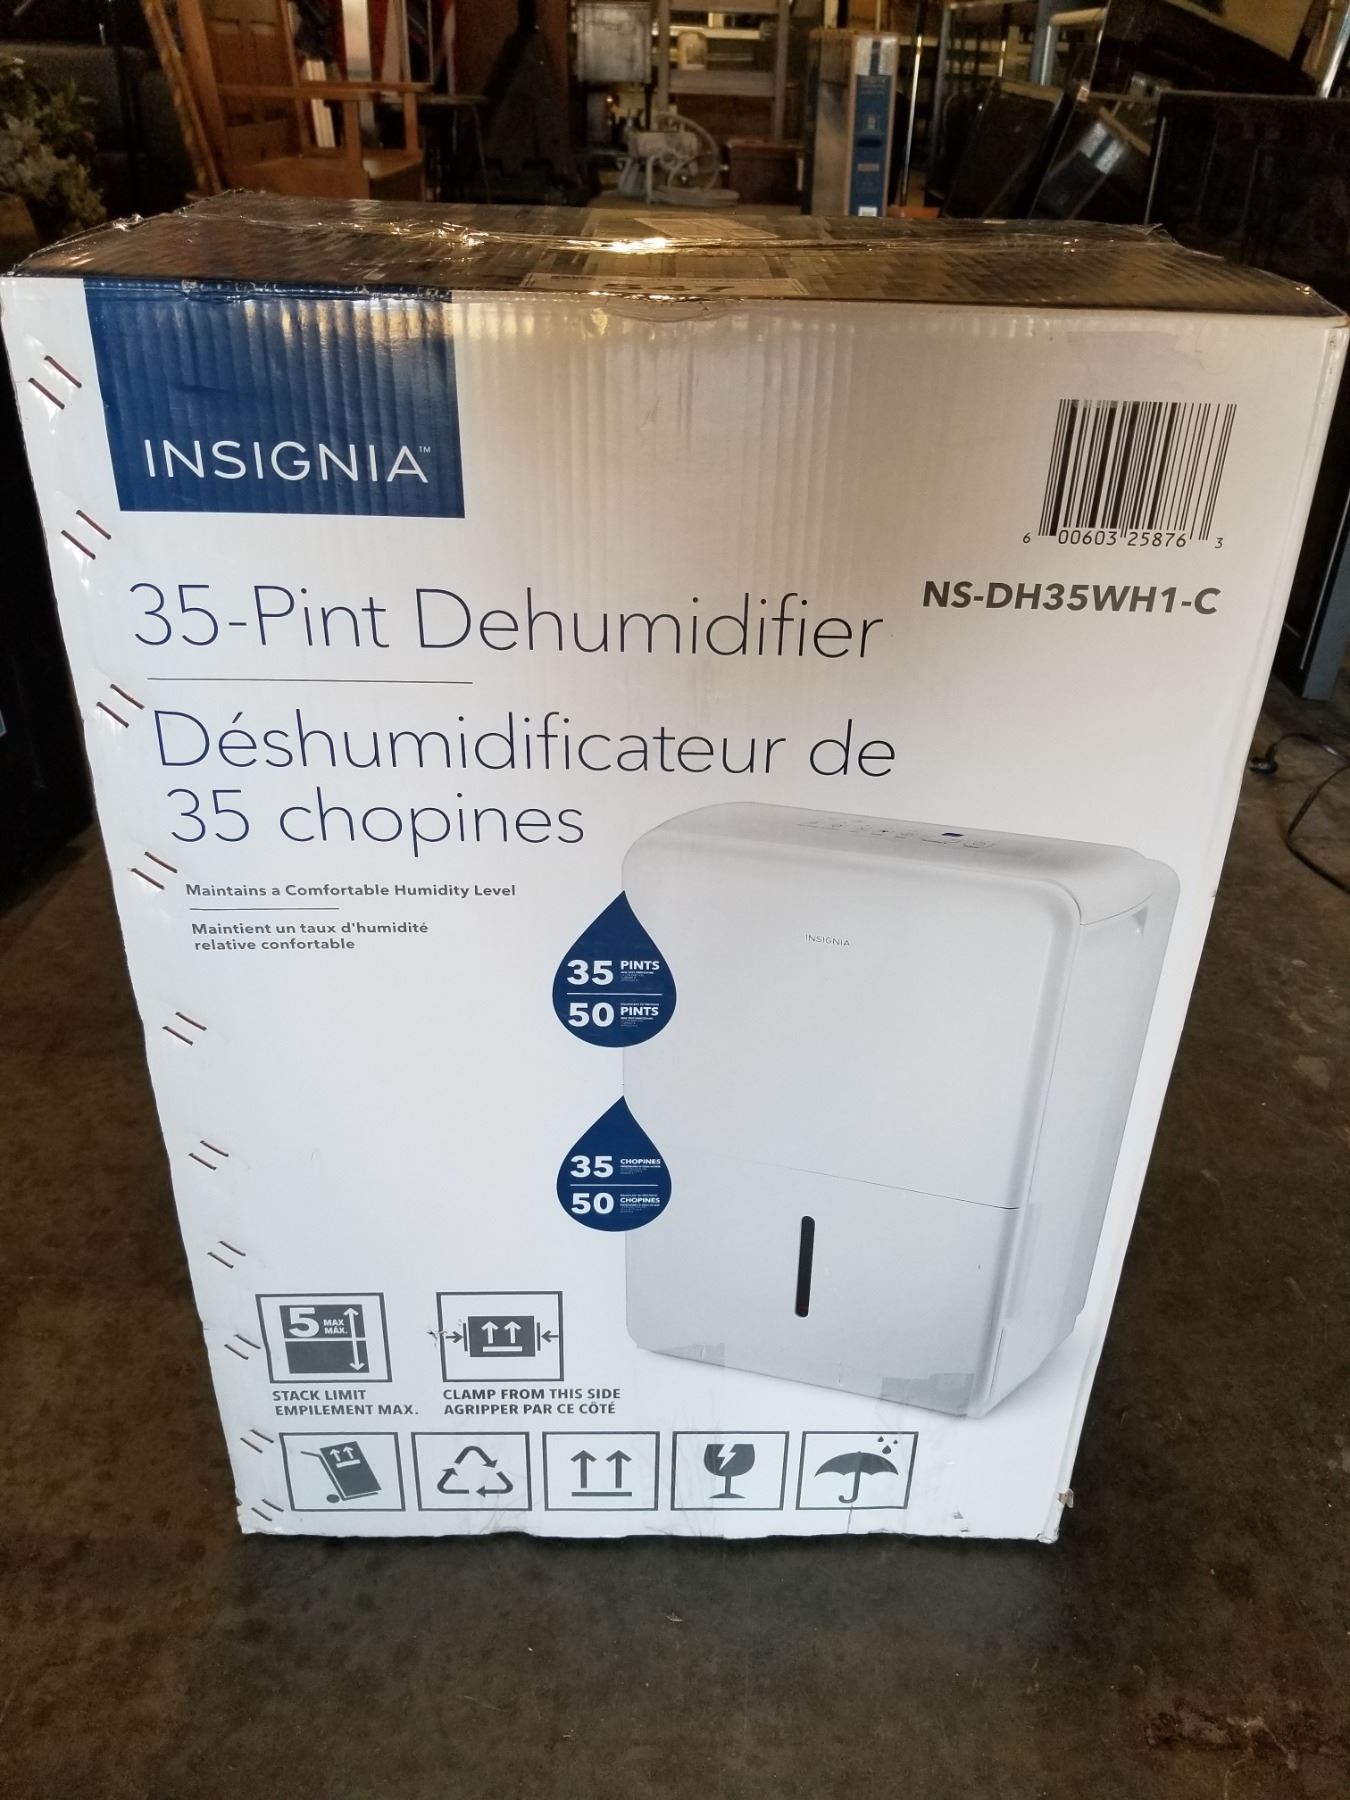 INSIGNIA™
6 00603 25876 3
NS-DH35WH1-C
35-Pint Dehumidifier
Déshumidificateur de
35 chopines
Maintains a Comfortable Humidity Level
Maintient un taux d'humidité
relative confortable
INSIGNIA
35 PINTS
50 PINTS
35 CHOPINES
50 CHOPINES
5 MAX
MÁX.
STACK LIMIT
EMPILEMENT MAX.
CLAMP FROM THIS SIDE
AGRIPPER PAR CE CÔTÉ